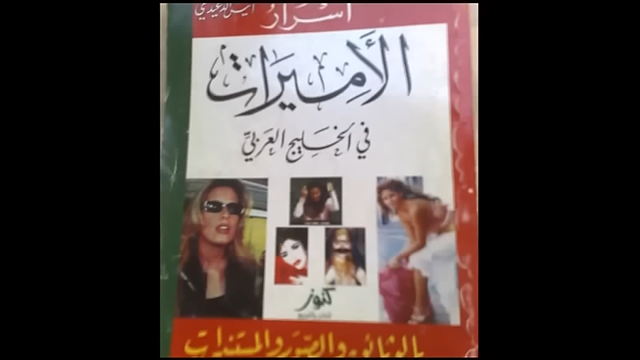 أسرار
الأميرات
في الخليج العربي
كنوز
بالوثائق والصور والمستندات